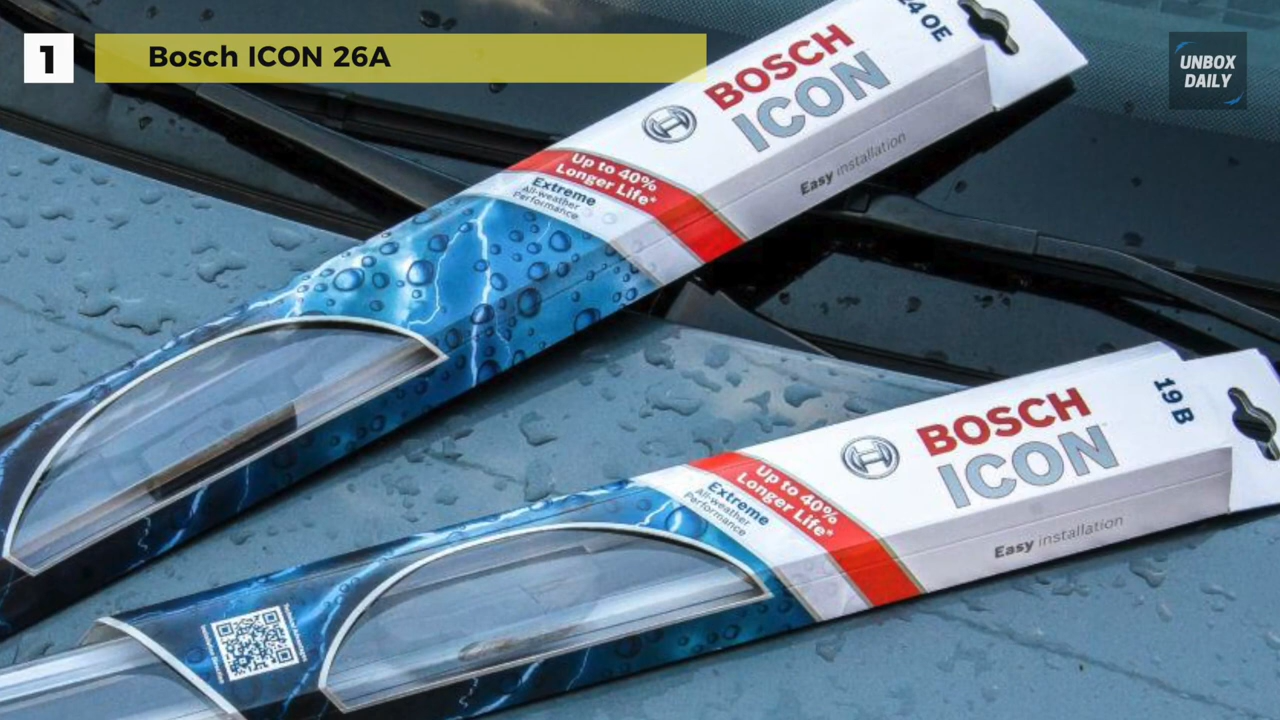 1
Bosch ICON 26A
UNBOX
DAILY
24 OE
BOSCH
ICON
Easy installation
Up to 40%
Longer Life*
Extreme
All-weather
Performance
19 B
BOSCH
ICON
Easy installation
Up to 40%
Longer Life*
Extreme
All-weather
Performance